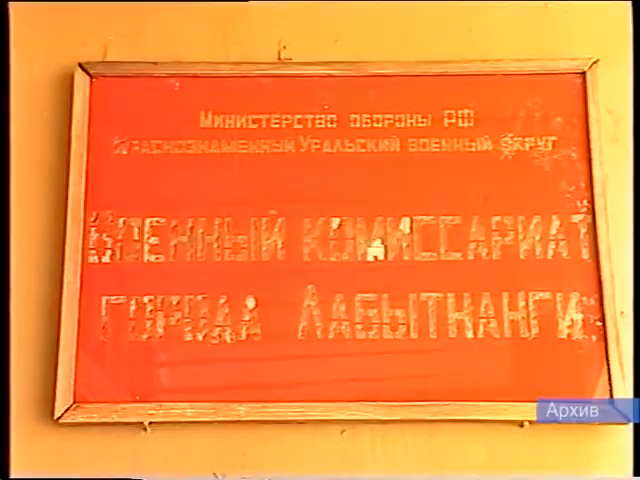 Министерство обороны РФ
Краснознаменный Уральский военный округ
Военный комиссариат
города Лабытнанги
Архив